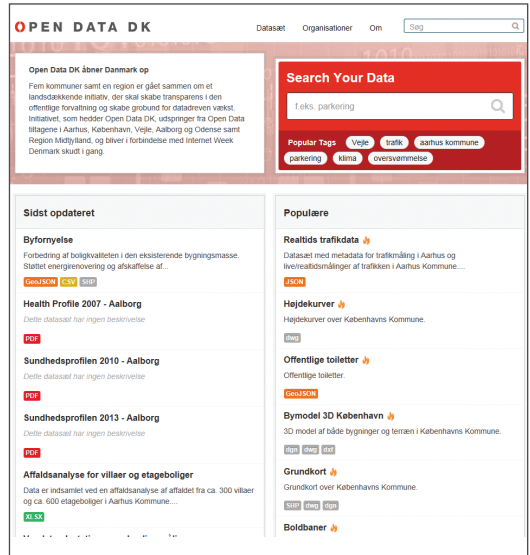 OPEN DATA DK
Datasæt Organisationer Om Søg
Open Data DK åbner Danmark op
Fem kommuner samt en region er gået sammen om et
landsdækkende initiativ, der skal skabe transparens i den
offentlige forvaltning og skabe grobund for datadreven vækst.
Initiativet, som hedder Open Data DK, udspringer fra Open Data
tiltagene i Aarhus, København, Vejle, Aalborg og Odense samt
Region Midtjylland, og bliver i forbindelse med Internet Week
Denmark skudt i gang.
Search Your Data
f.eks. parkering
Popular Tags Vejle trafik aarhus kommune
parkering klima oversvømmelse
Sidst opdateret
Byfornyelse
Forbedring af boligkvaliteten i den eksisterende bygningsmasse.
Støttet energirenovering og afskaffelse af...
GeoJSON CSV SHP
Health Profile 2007 - Aalborg
Dette datasæt har ingen beskrivelse
PDF
Sundhedsprofilen 2010 - Aalborg
Dette datasæt har ingen beskrivelse
PDF
Sundhedsprofilen 2013 - Aalborg
Dette datasæt har ingen beskrivelse
PDF
Affaldsanalyse for villaer og etageboliger
Data er indsamlet ved en affaldsanalyse af affaldet fra ca. 300 villaer
og ca. 600 etageboliger i Aarhus Kommune....
XLSX
Populære
Realtids trafikdata
Datasæt med metadata for trafikmåling i Aarhus og
live/realtidsmålinger af trafikken i Aarhus Kommune....
JSON
Højdekurver
Højdekurver over Københavns Kommune.
dwg
Offentlige toiletter
Offentlige toiletter.
GeoJSON
Bymodel 3D København
3D model af både bygninger og terræn i Københavns Kommune.
dgn dwg dxf
Grundkort
Grundkort over Københavns Kommune.
SHP dwg dgn
Boldbaner